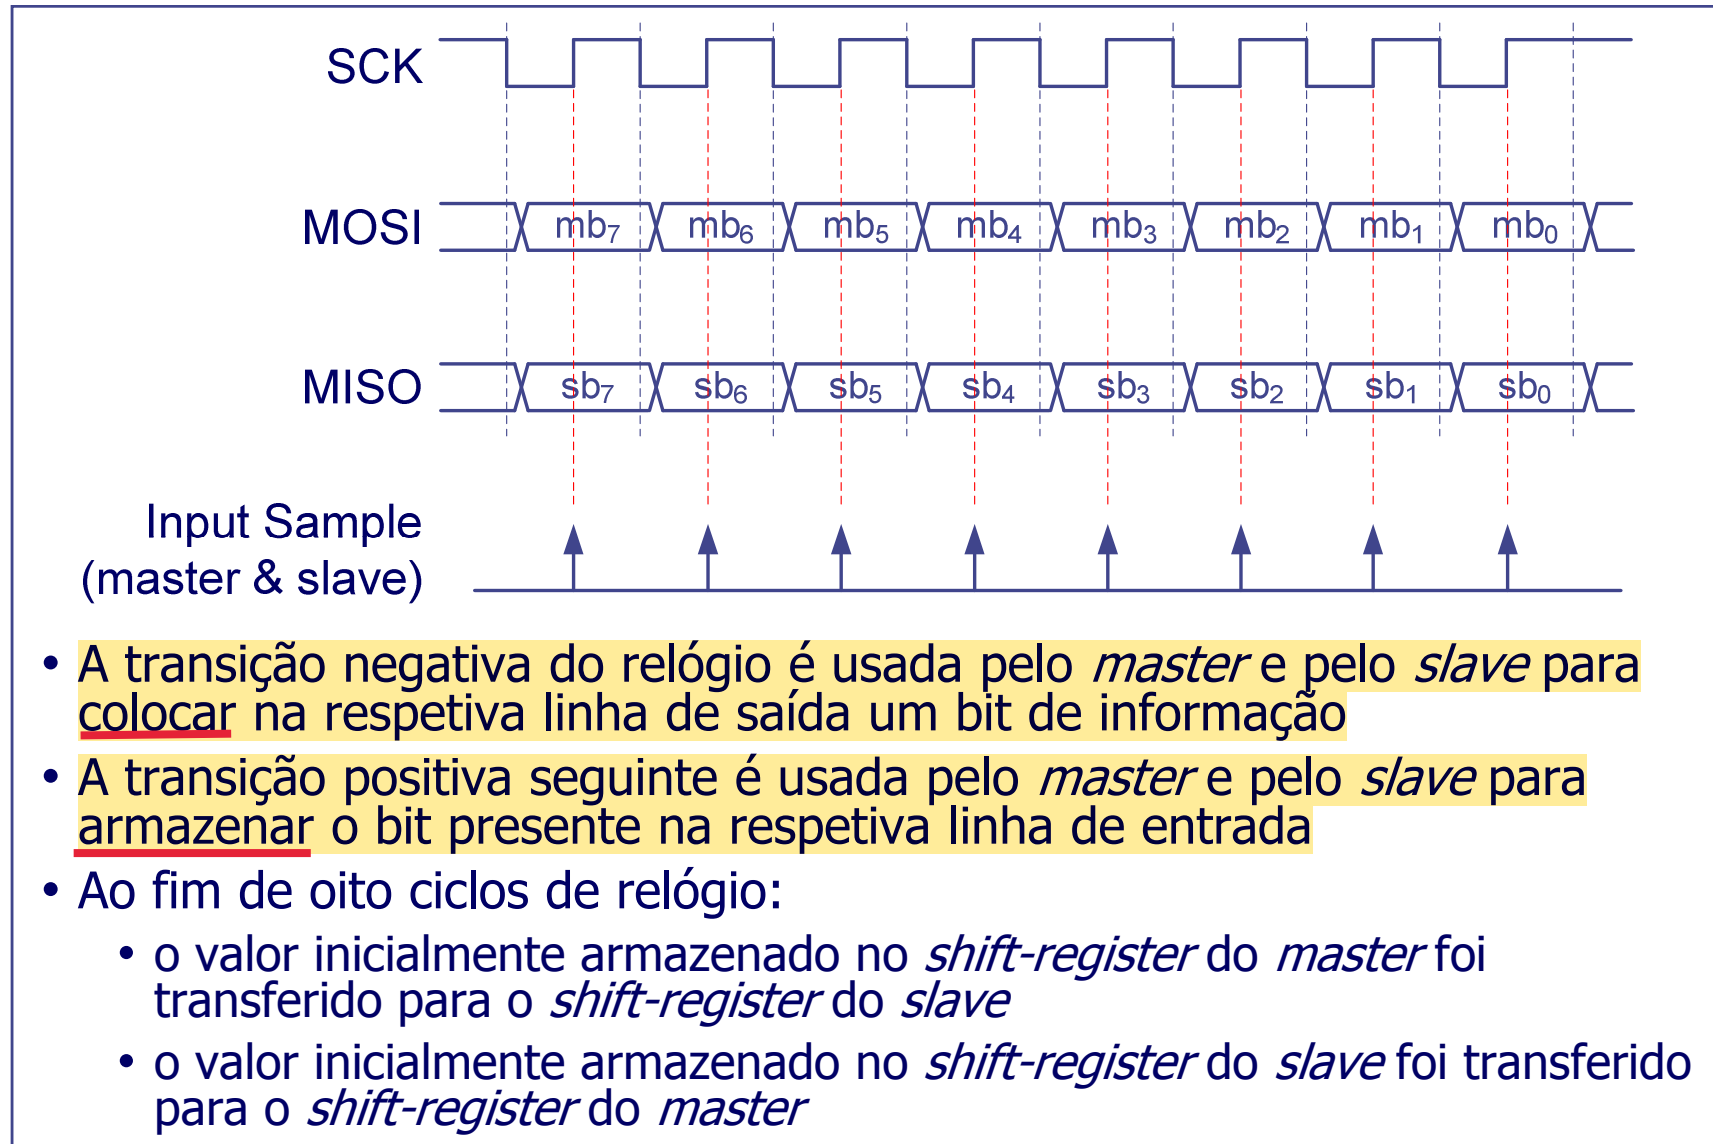 SCK
MOSI mb7 mb6 mb5 mb4 mb3 mb2 mb1 mb0
MISO sb7 sb6 sb5 sb4 sb3 sb2 sb1 sb0
Input Sample
(master & slave)
• A transição negativa do relógio é usada pelo master e pelo slave para
colocar na respetiva linha de saída um bit de informação
• A transição positiva seguinte é usada pelo master e pelo slave para
armazenar o bit presente na respetiva linha de entrada
• Ao fim de oito ciclos de relógio:
• o valor inicialmente armazenado no shift-register do master foi
transferido para o shift-register do slave
• o valor inicialmente armazenado no shift-register do slave foi transferido
para o shift-register do master